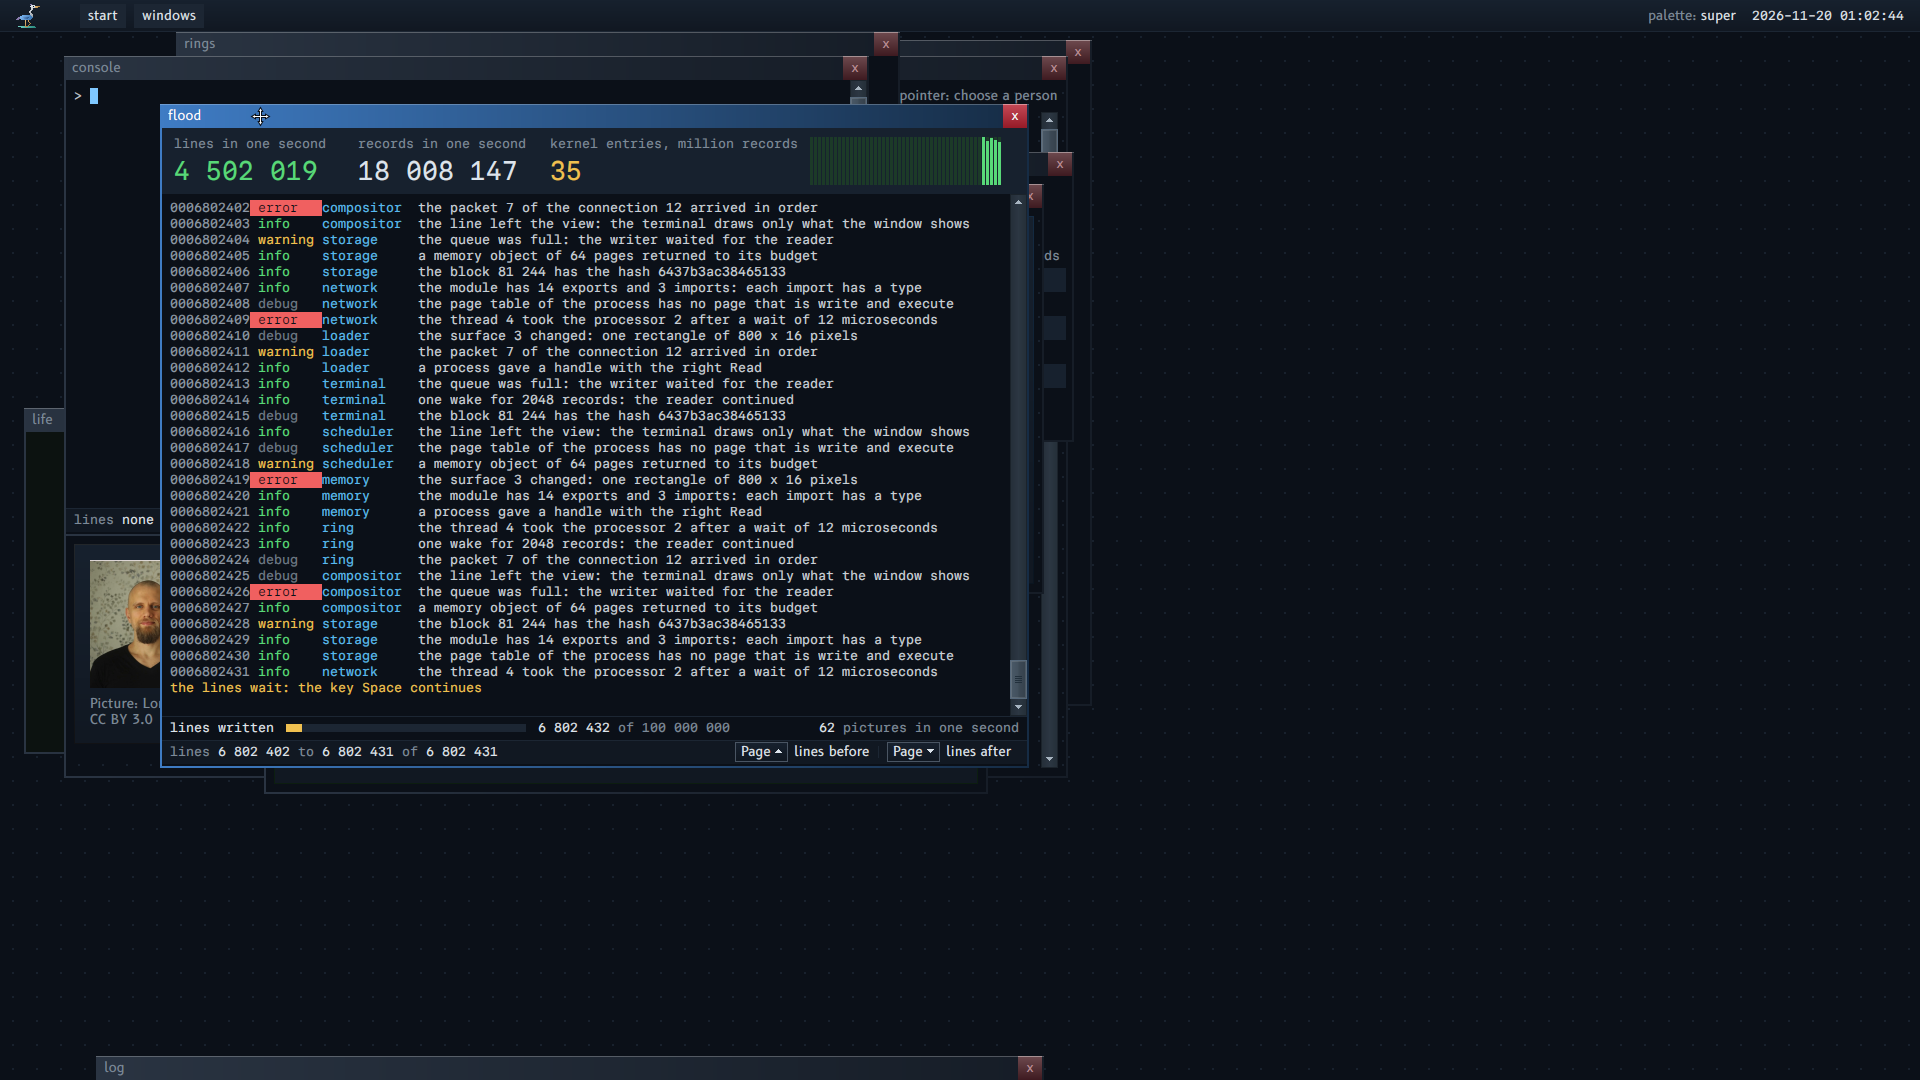 start windows palette: super 2026-11-20 01:02:44
rings x
x
console x
x
> pointer: choose a person
flood x
lines in one second records in one second kernel entries, million records
4 502 019 18 008 147 35
x
x
ds
0006802402 error compositor the packet 7 of the connection 12 arrived in order
0006802403 info compositor the line left the view: the terminal draws only what the window shows
0006802404 warning storage the queue was full: the writer waited for the reader
0006802405 info storage a memory object of 64 pages returned to its budget
0006802406 info storage the block 81 244 has the hash 6437b3ac38465133
0006802407 info network the module has 14 exports and 3 imports: each import has a type
0006802408 debug network the page table of the process has no page that is write and execute
0006802409 error network the thread 4 took the processor 2 after a wait of 12 microseconds
0006802410 debug loader the surface 3 changed: one rectangle of 800 x 16 pixels
0006802411 warning loader the packet 7 of the connection 12 arrived in order
0006802412 info loader a process gave a handle with the right Read
0006802413 info terminal the queue was full: the writer waited for the reader
0006802414 info terminal one wake for 2048 records: the reader continued
0006802415 debug terminal the block 81 244 has the hash 6437b3ac38465133
0006802416 info scheduler the line left the view: the terminal draws only what the window shows
0006802417 debug scheduler the page table of the process has no page that is write and execute
0006802418 warning scheduler a memory object of 64 pages returned to its budget
0006802419 error memory the surface 3 changed: one rectangle of 800 x 16 pixels
0006802420 info memory the module has 14 exports and 3 imports: each import has a type
0006802421 info memory a process gave a handle with the right Read
0006802422 info ring the thread 4 took the processor 2 after a wait of 12 microseconds
0006802423 info ring one wake for 2048 records: the reader continued
0006802424 debug ring the packet 7 of the connection 12 arrived in order
0006802425 debug compositor the line left the view: the terminal draws only what the window shows
0006802426 error compositor the queue was full: the writer waited for the reader
0006802427 info compositor a memory object of 64 pages returned to its budget
0006802428 warning storage the block 81 244 has the hash 6437b3ac38465133
0006802429 info storage the module has 14 exports and 3 imports: each import has a type
0006802430 info storage the page table of the process has no page that is write and execute
0006802431 info network the thread 4 took the processor 2 after a wait of 12 microseconds
the lines wait: the key Space continues
lines written 6 802 432 of 100 000 000 62 pictures in one second
lines 6 802 402 to 6 802 431 of 6 802 431 Page lines before Page lines after
life
lines none
Picture: Lo
CC BY 3.0
log x